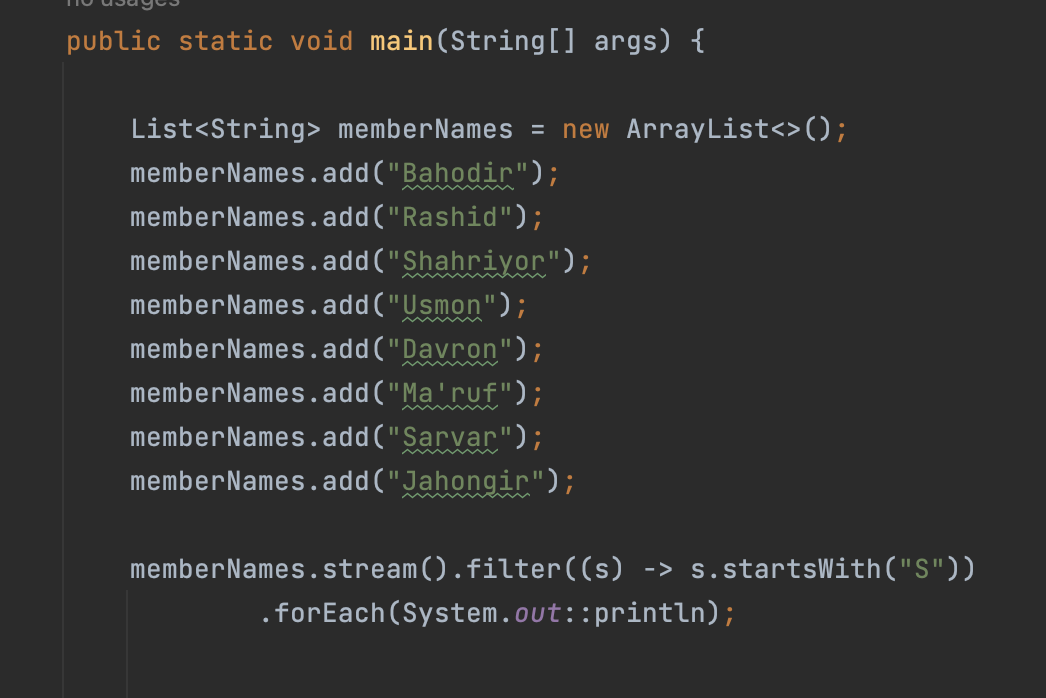 no usages
public static void main(String[] args) {
List<String> memberNames = new ArrayList<>();
memberNames.add("Bahodir");
memberNames.add("Rashid");
memberNames.add("Shahriyor");
memberNames.add("Usmon");
memberNames.add("Davron");
memberNames.add("Ma'ruf");
memberNames.add("Sarvar");
memberNames.add("Jahongir");
memberNames.stream().filter((s) -> s.startsWith("S"))
.forEach(System.out::println);